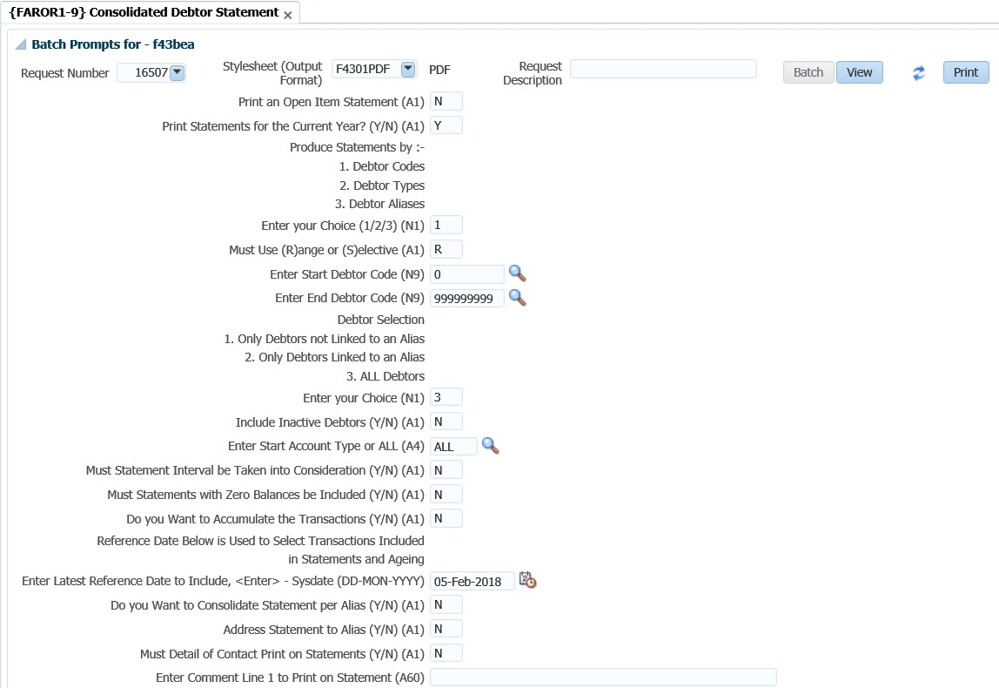 {FAROR1-9} Consolidated Debtor Statement
Batch Prompts for - f43bea
Request Number 16507 Stylesheet (Output Format) F4301PDF PDF Request Description Batch View Print
Print an Open Item Statement (A1) N
Print Statements for the Current Year? (Y/N) (A1) Y
Produce Statements by :-
1. Debtor Codes
2. Debtor Types
3. Debtor Aliases
Enter your Choice (1/2/3) (N1) 1
Must Use (R)ange or (S)elective (A1) R
Enter Start Debtor Code (N9) 0
Enter End Debtor Code (N9) 999999999
Debtor Selection
1. Only Debtors not Linked to an Alias
2. Only Debtors Linked to an Alias
3. ALL Debtors
Enter your Choice (N1) 3
Include Inactive Debtors (Y/N) (A1) N
Enter Start Account Type or ALL (A4) ALL
Must Statement Interval be Taken into Consideration (Y/N) (A1) N
Must Statements with Zero Balances be Included (Y/N) (A1) N
Do you Want to Accumulate the Transactions (Y/N) (A1) N
Reference Date Below is Used to Select Transactions Included
in Statements and Ageing
Enter Latest Reference Date to Include, <Enter> - Sysdate (DD-MON-YYYY) 05-Feb-2018
Do you Want to Consolidate Statement per Alias (Y/N) (A1) N
Address Statement to Alias (Y/N) (A1) N
Must Detail of Contact Print on Statements (Y/N) (A1) N
Enter Comment Line 1 to Print on Statement (A60)